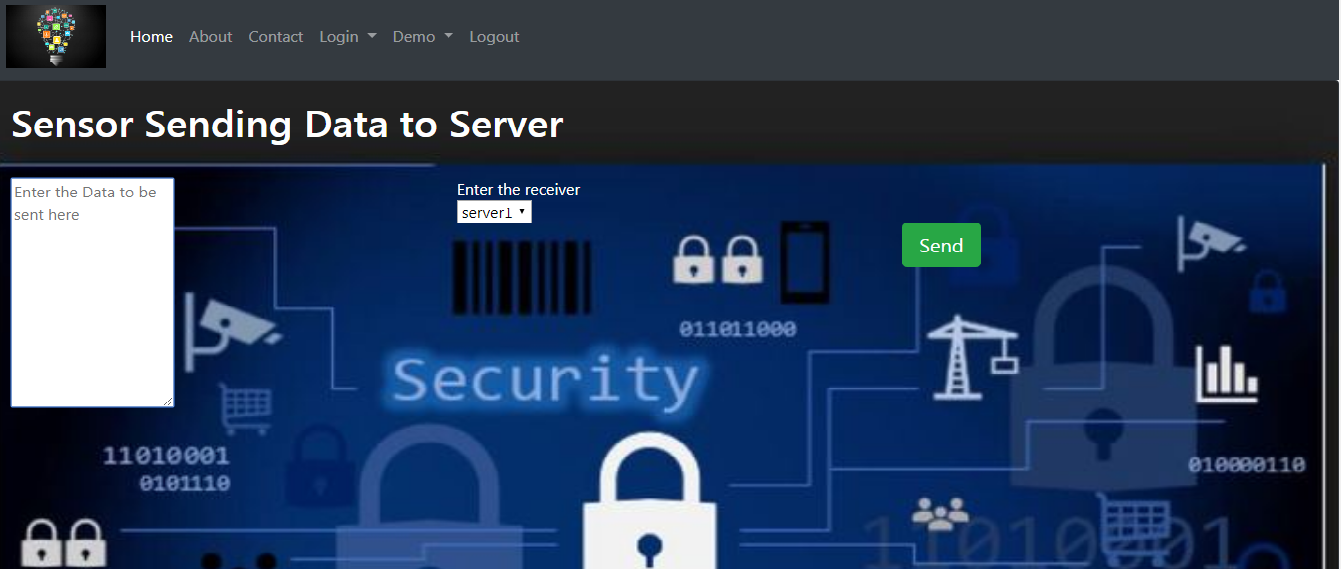 Home About Contact Login Demo Logout
Sensor Sending Data to Server
Enter the Data to be
sent here
Enter the receiver
server1
Send
011011000
Security
11010001
0101110
010000110
11010001